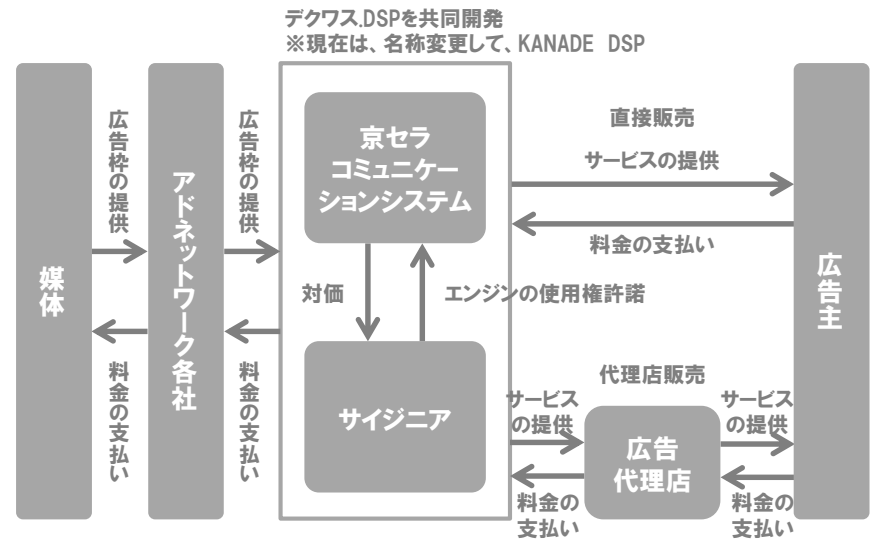 デクワス.DSPを共同開発
※現在は、名称変更して、KANADE DSP
媒体
広告枠の提供
料金の支払い
アドネットワーク各社
広告枠の提供
料金の支払い
京セラ
コミュニケー
ションシステム
対価
エンジンの使用権許諾
サイジニア
直接販売
サービスの提供
料金の支払い
代理店販売
サービス
の提供
料金の
支払い
広告
代理店
サービス
の提供
料金の
支払い
広告主